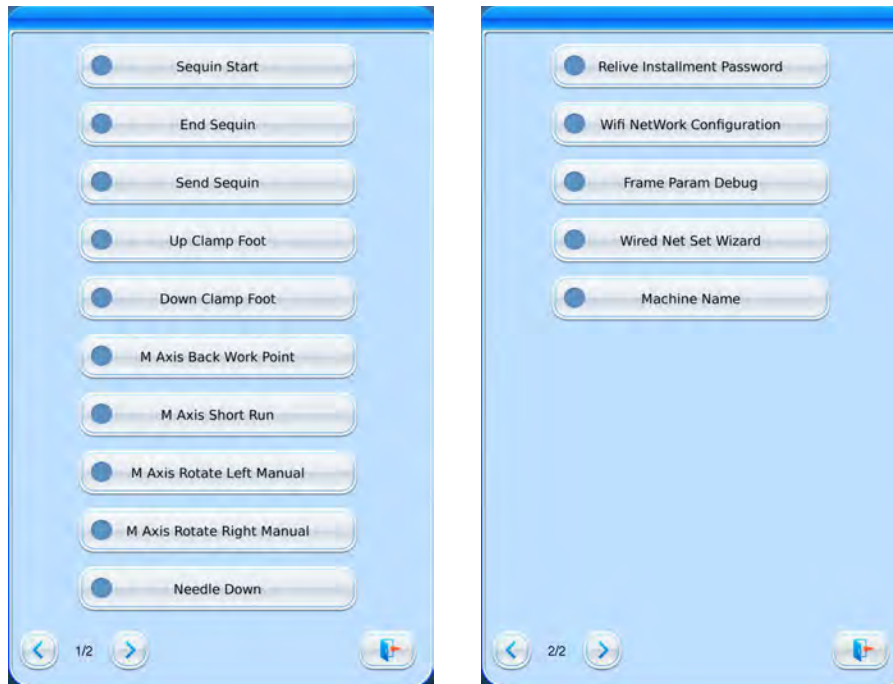 Sequin Start
End Sequin
Send Sequin
Up Clamp Foot
Down Clamp Foot
M Axis Back Work Point
M Axis Short Run
M Axis Rotate Left Manual
M Axis Rotate Right Manual
Needle Down
1/2
Relive Installment Password
Wifi NetWork Configuration
Frame Param Debug
Wired Net Set Wizard
Machine Name
2/2